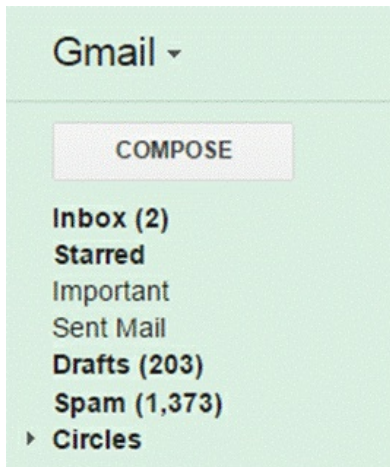 Gmail
COMPOSE
Inbox (2)
Starred
Important
Sent Mail
Drafts (203)
Spam (1,373)
Circles